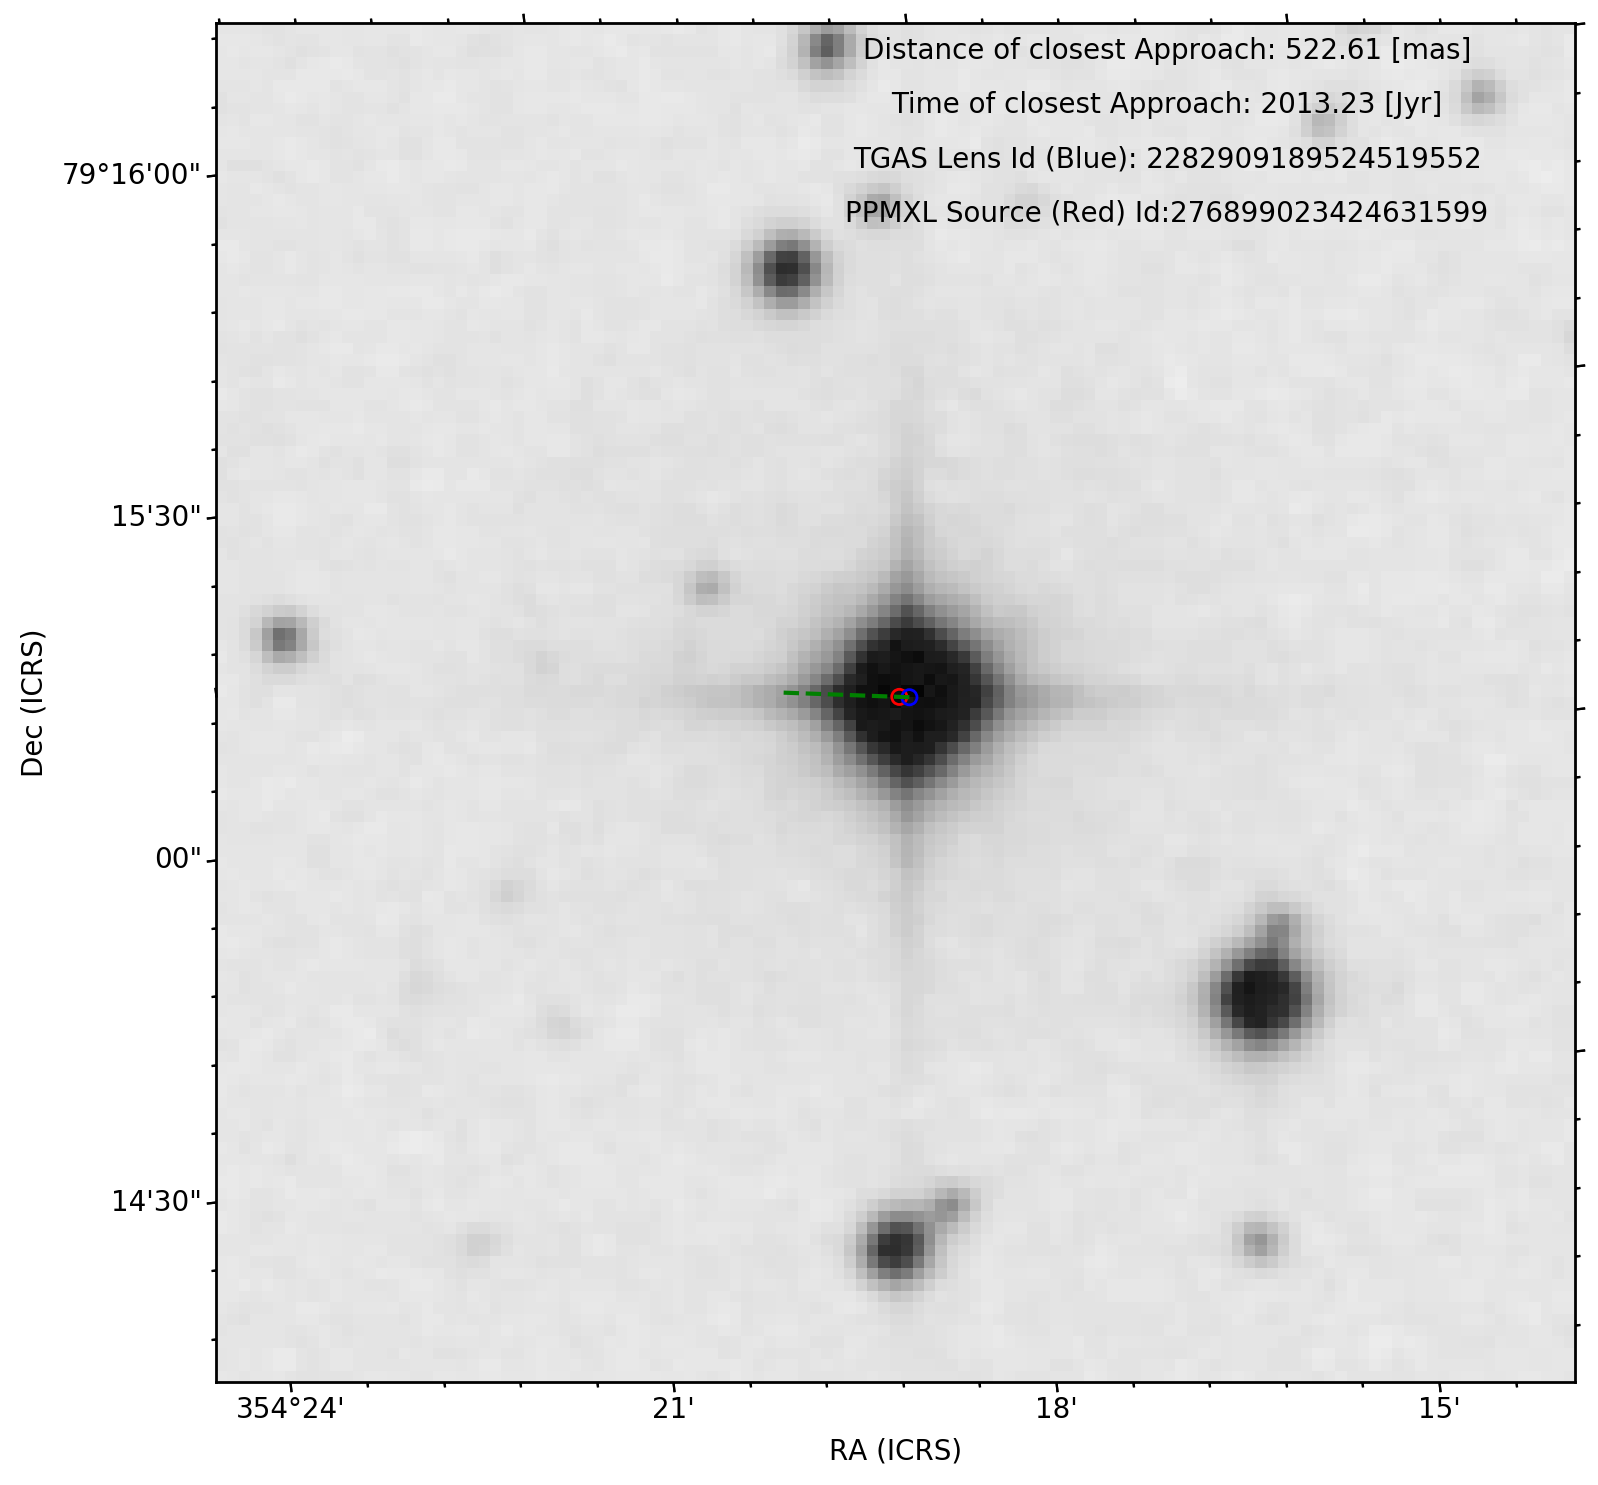 Distance of closest Approach: 522.61 [mas]
Time of closest Approach: 2013.23 [Jyr]
TGAS Lens Id (Blue): 2282909189524519552
PPMXL Source (Red) Id:276899023424631599
79°16'00"
15'30"
00"
14'30"
Dec (ICRS)
354°24'
21'
18'
15'
RA (ICRS)